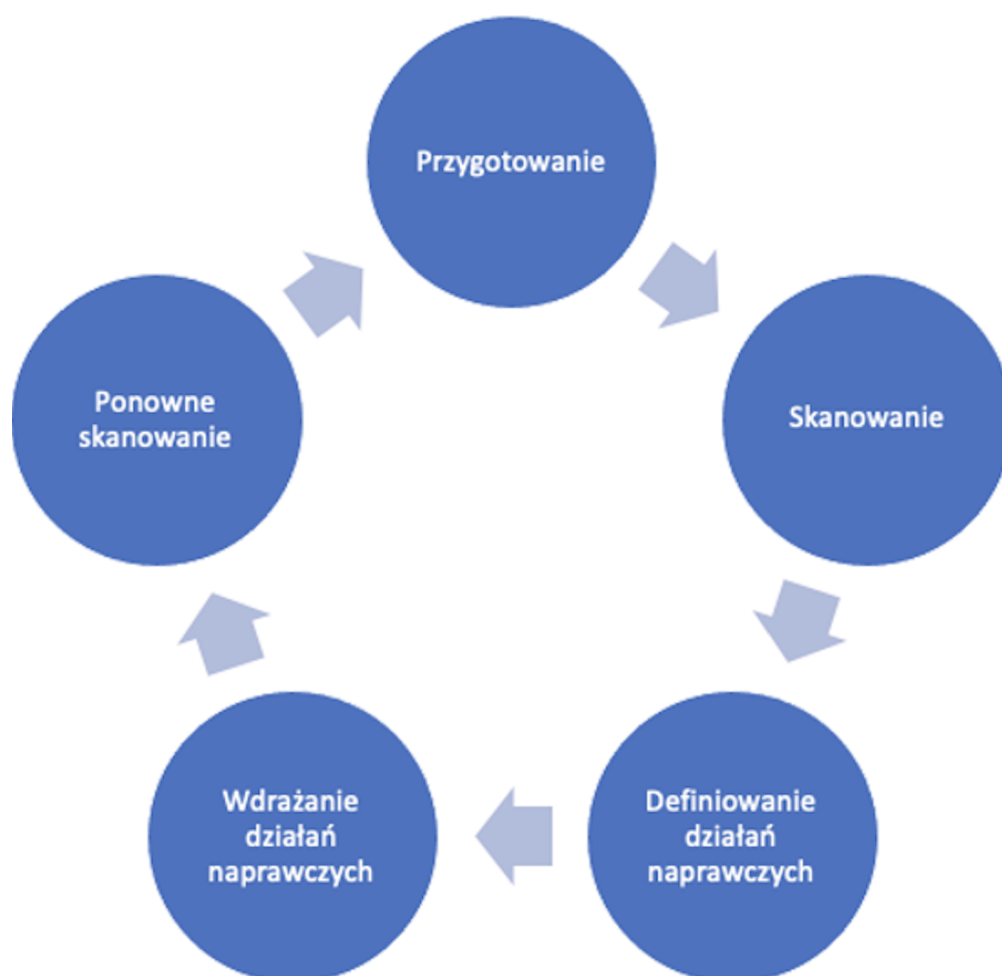 Przygotowanie
Skanowanie
Definiowanie
działań
naprawczych
Wdrażanie
działań
naprawczych
Ponowne
skanowanie